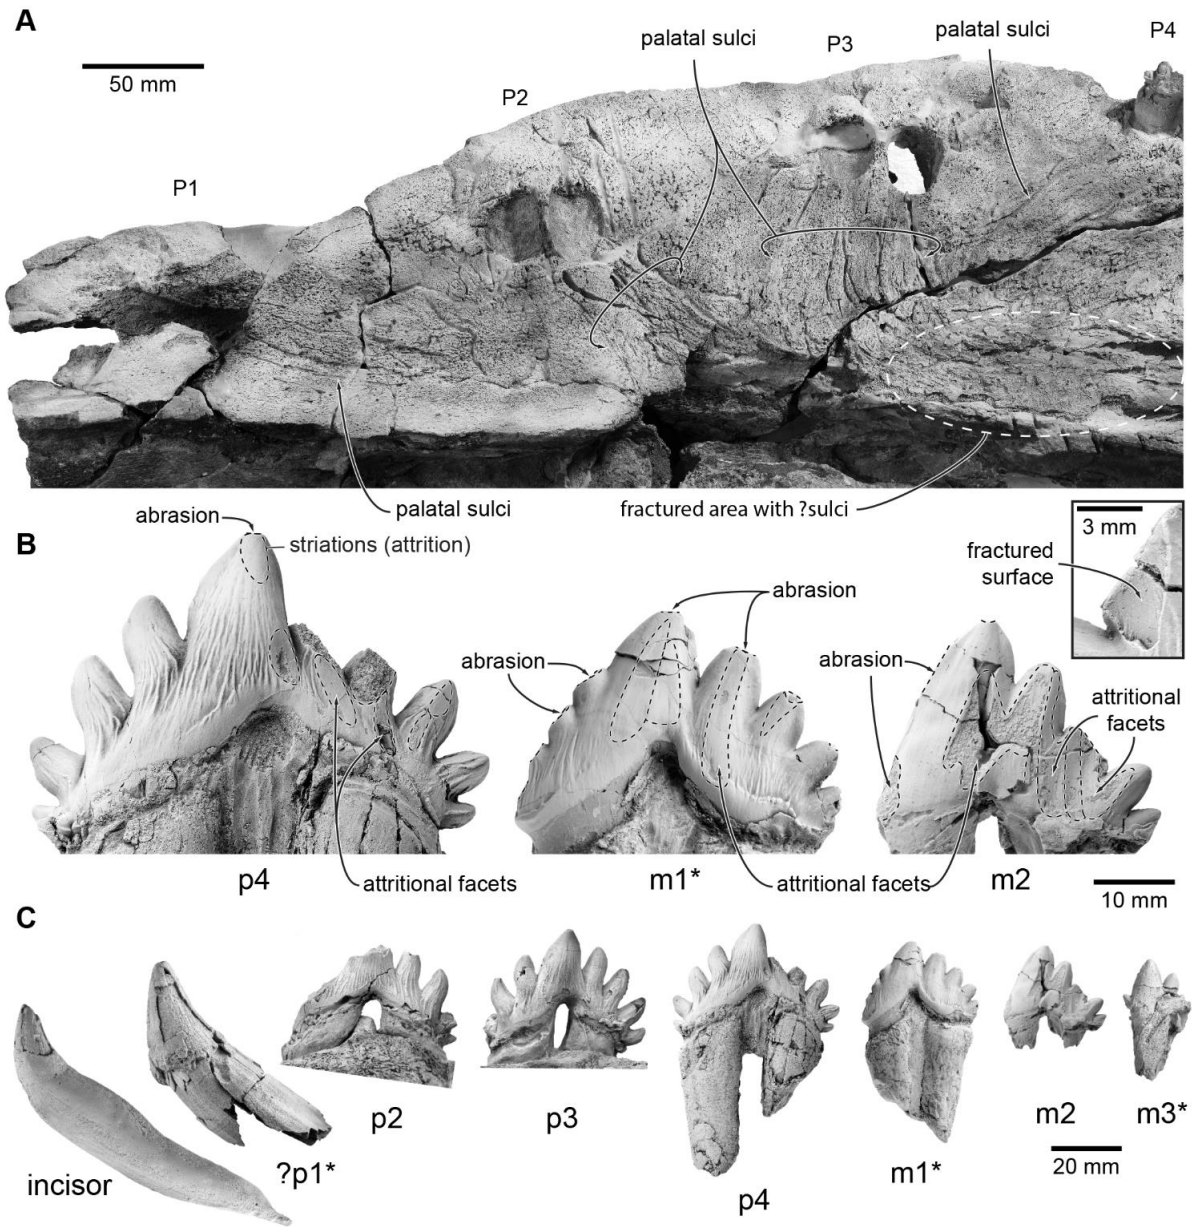 A
50 mm
P1
P2
palatal sulci
P3
palatal sulci
P4
palatal sulci
fractured area with ?sulci
B
abrasion
striations (attrition)
abrasion
abrasion
abrasion
attritional
facets
fractured
surface
3 mm
p4
attritional facets
m1*
attritional facets
m2
10 mm
C
incisor
?p1*
p2
p3
p4
m1*
m2
m3*
20 mm